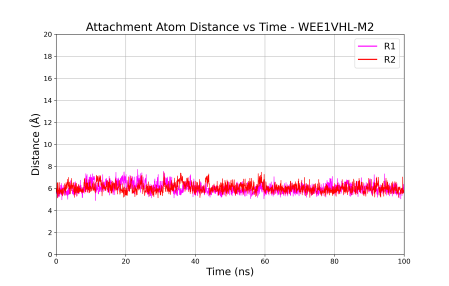 Attachment Atom Distance vs Time - WEE1VHL-M2
R1
R2
Distance (Å)
20
18
16
14
12
10
8
6
4
2
0
0 20 40 60 80 100
Time (ns)